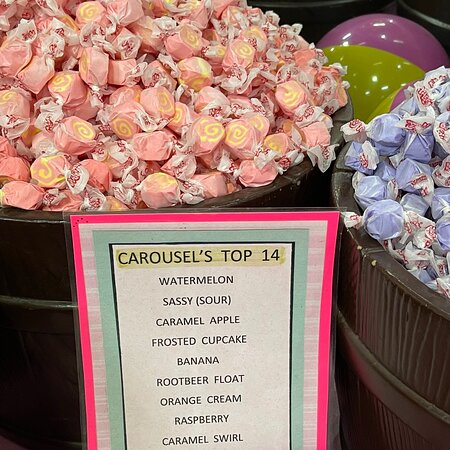 CAROUSEL'S TOP 14
WATERMELON
SASSY (SOUR)
CARAMEL APPLE
FROSTED CUPCAKE
BANANA
ROOTBEER FLOAT
ORANGE CREAM
RASPBERRY
CARAMEL SWIRL